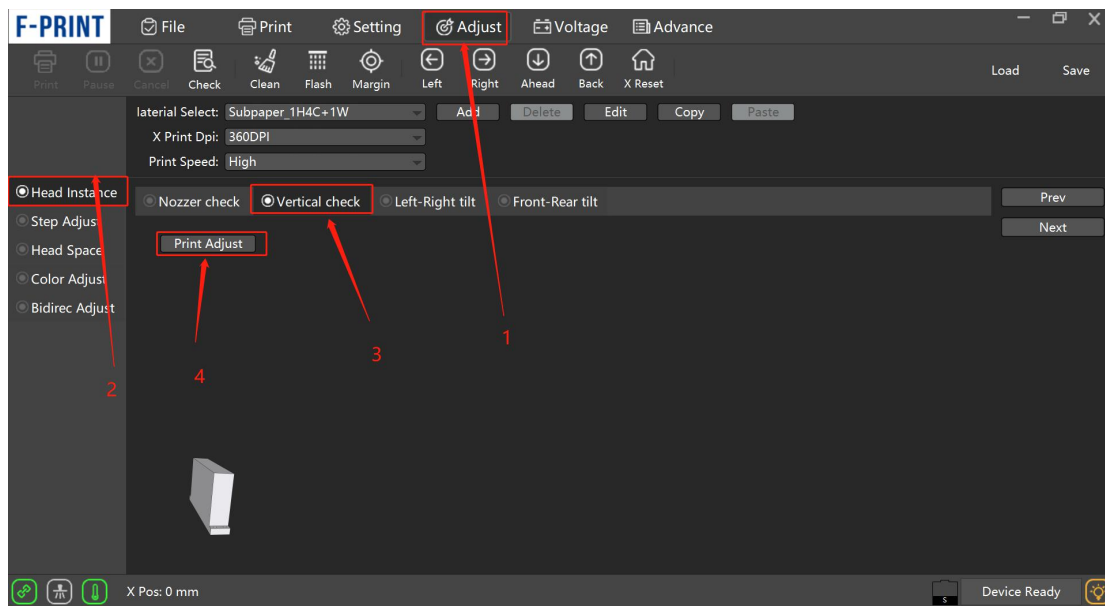 F-PRINT File Print Setting Adjust Voltage Advance
Print Pause Cancel Check Clean Flash Margin Left Right Ahead Back X Reset Load Save
laterial Select: Subpaper_1H4C+1W Add Delete Edit Copy Paste
X Print Dpi: 360DPI
Print Speed: High
Head Instance Nozzer check Vertical check Left-Right tilt Front-Rear tilt Prev
Step Adjust Next
Print Adjust
Head Space
Color Adjust
Bidirec Adjust
1
3
4
2
X Pos: 0 mm S Device Ready